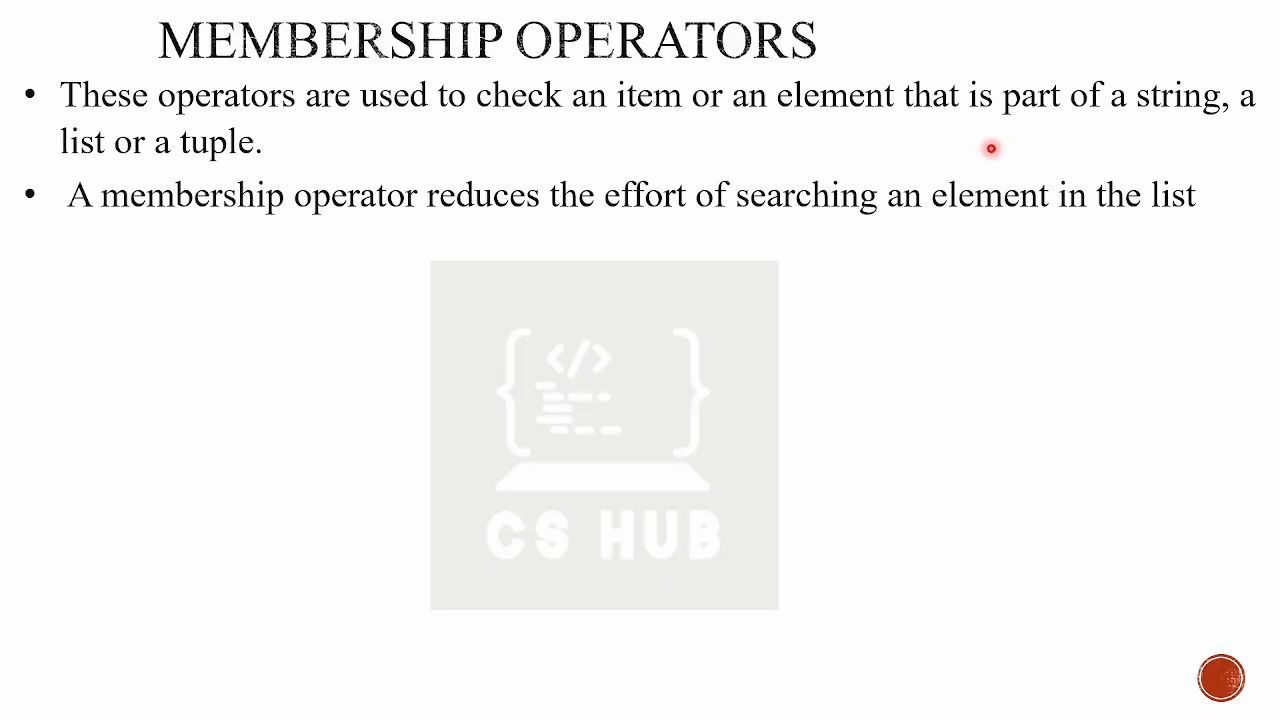 MEMBERSHIP OPERATORS
• These operators are used to check an item or an element that is part of a string, a
list or a tuple.
• A membership operator reduces the effort of searching an element in the list
</>
CS HUB